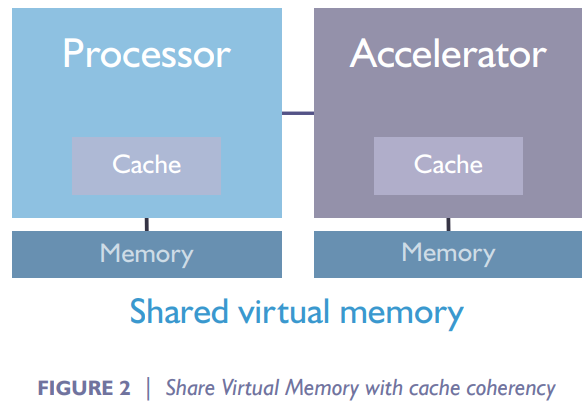 Processor Accelerator
Cache Cache
Memory Memory
Shared virtual memory
FIGURE 2 | Share Virtual Memory with cache coherency